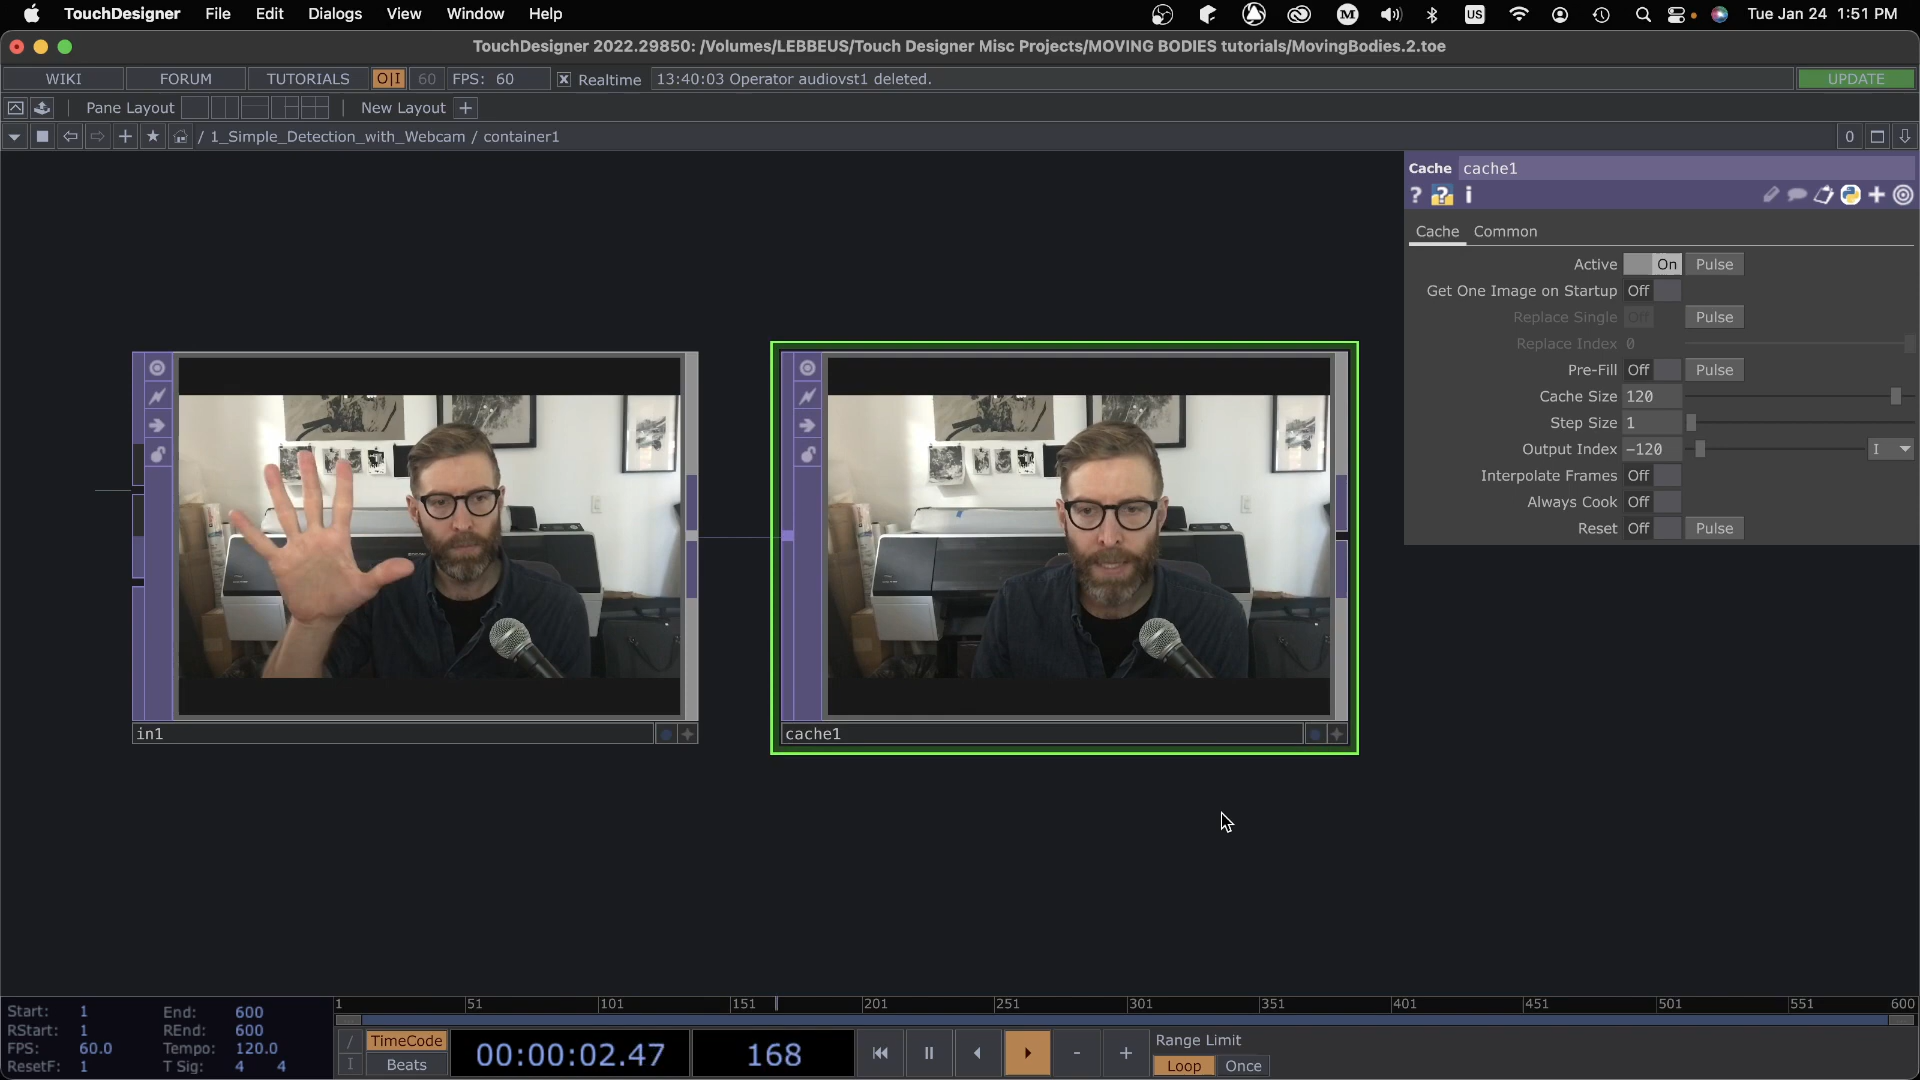 TouchDesigner File Edit Dialogs View Window Help US Tue Jan 24 1:51 PM
TouchDesigner 2022.29850: /Volumes/LEBBEUS/Touch Designer Misc Projects/MOVING BODIES tutorials/MovingBodies.2.toe
WIKI FORUM TUTORIALS O|I 60 FPS: 60 Realtime 13:40:03 Operator audiovst1 deleted. UPDATE
Pane Layout New Layout +
/ 1_Simple_Detection_with_Webcam / container1 0
Cache cache1
? ? i
Cache Common
Active On Pulse
Get One Image on Startup Off
Replace Single Off Pulse
Replace Index 0
Pre-Fill Off Pulse
Cache Size 120
Step Size 1
Output Index -120 I
Interpolate Frames Off
Always Cook Off
Reset Off Pulse
in1
cache1
1 51 101 151 201 251 301 351 401 451 501 551 600
Start: 1 End: 600
RStart: 1 REnd: 600
FPS: 60.0 Tempo: 120.0
ResetF: 1 T Sig: 4 4
/ TimeCode
I Beats
00:00:02.47 168
- +
Range Limit
Loop Once